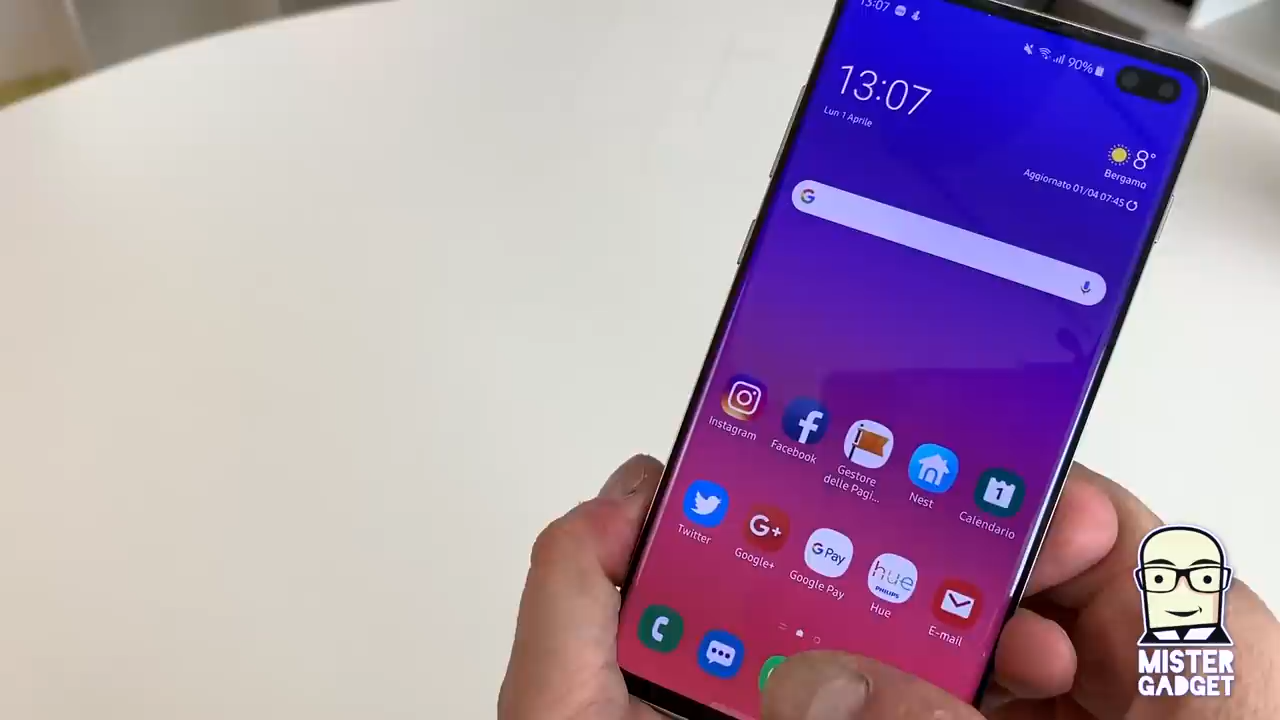 13:07
90%
13:07
Lun 1 Aprile
8°
Bergamo
Aggiornato 01/04 07:45
G
Instagram
Facebook
Gestore
delle Pagi...
Nest
1
Calendario
Twitter
G+
Google+
G Pay
Google Pay
hue
PHILIPS
Hue
E-mail
MISTER
GADGET